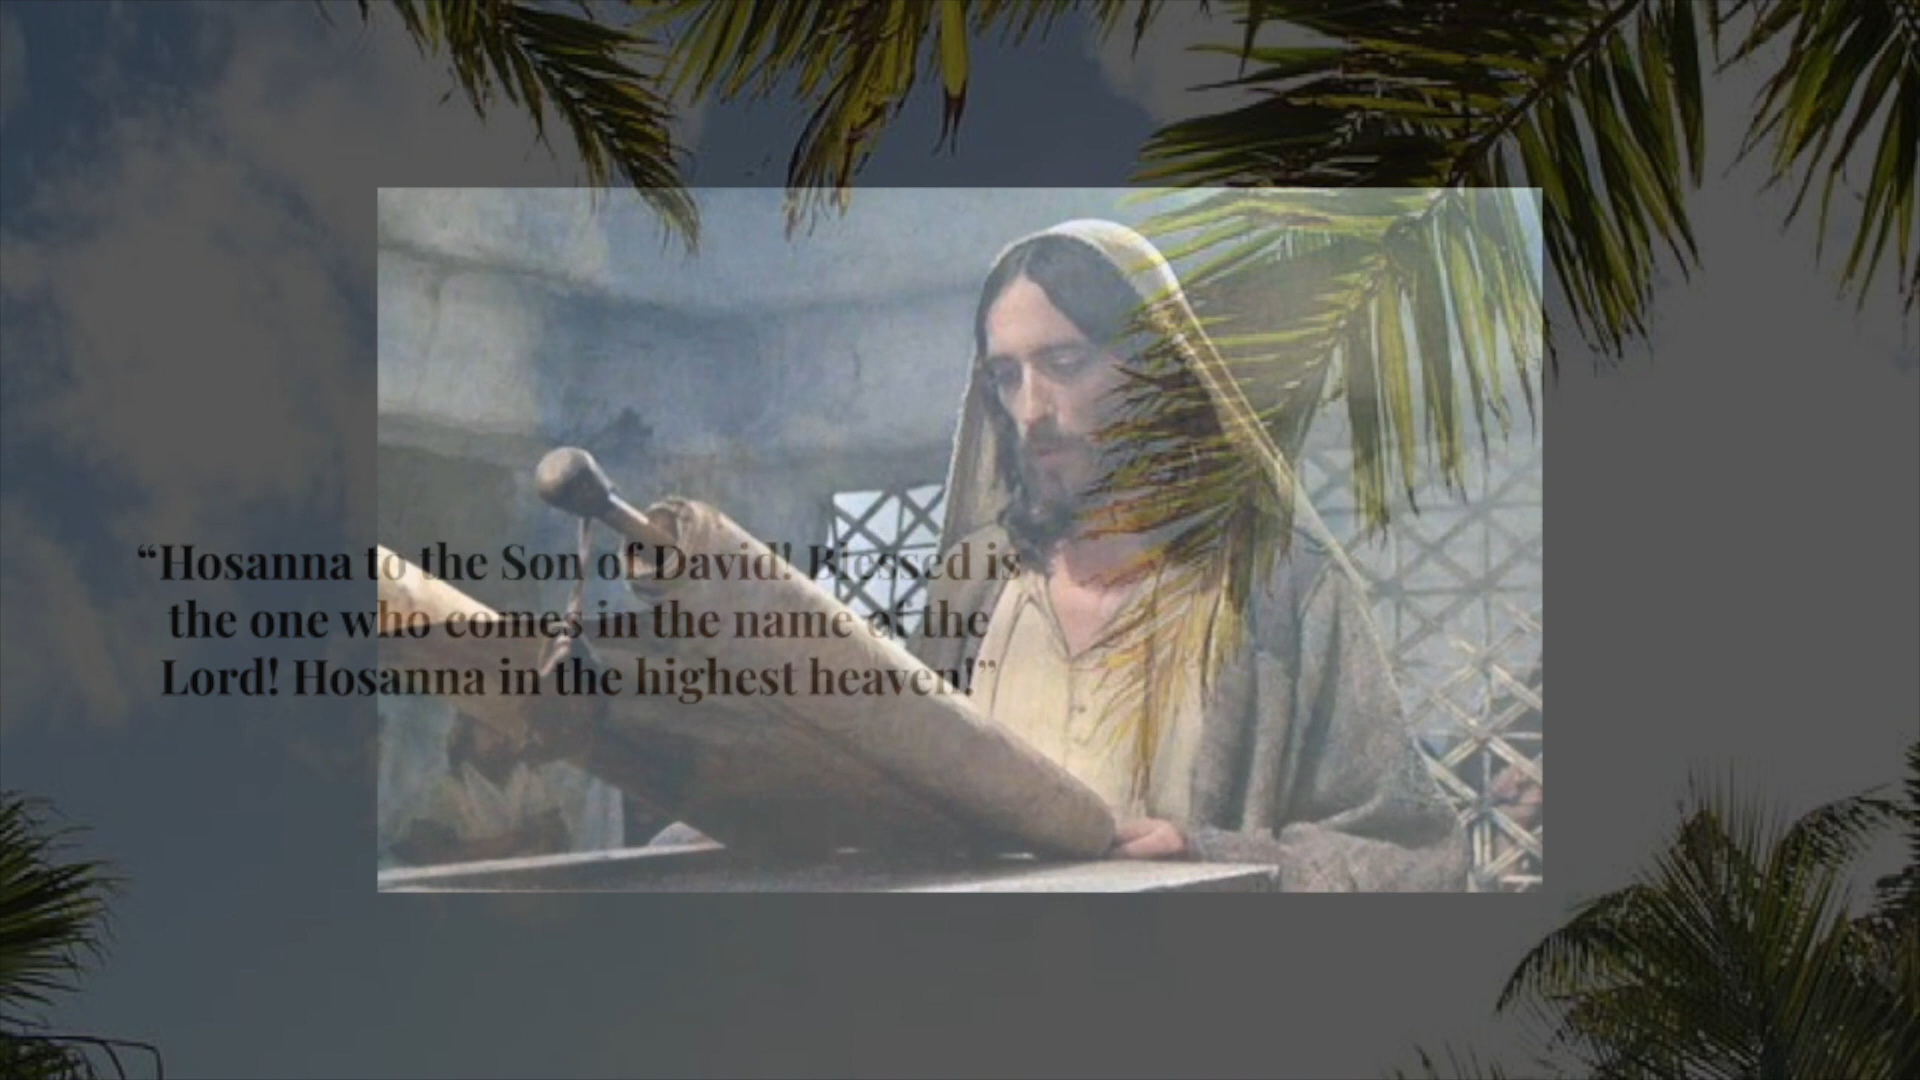 “Hosanna to the Son of David! Blessed is
the one who comes in the name of the
Lord! Hosanna in the highest heaven!”